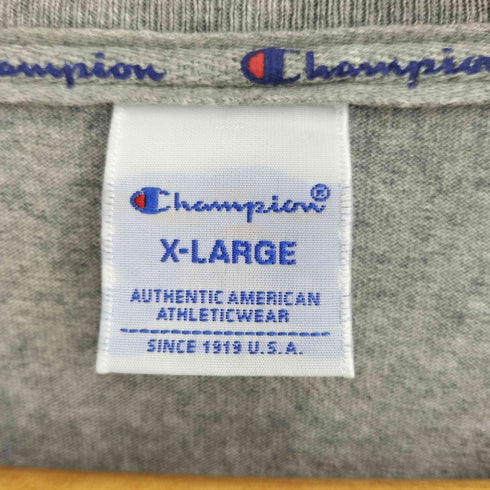 Champion Champion
Champion®
X-LARGE
AUTHENTIC AMERICAN
ATHLETICWEAR
SINCE 1919 U.S.A.